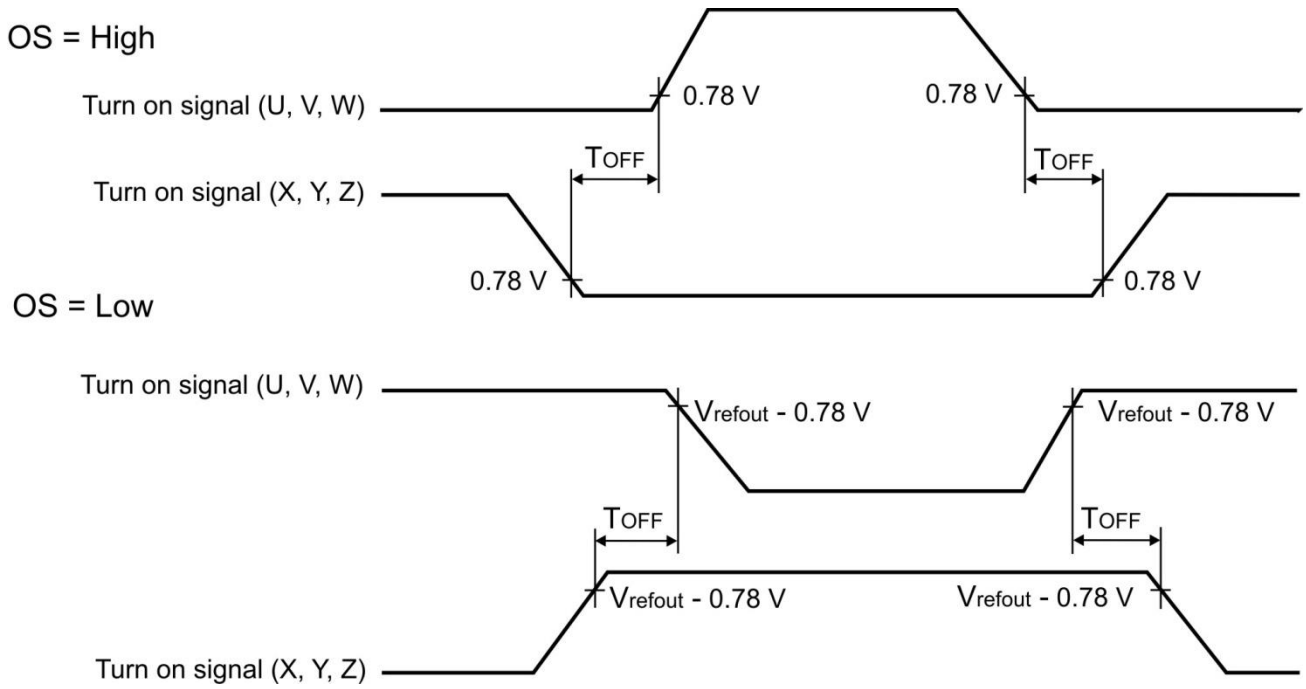 OS = High
Turn on signal (U, V, W)
0.78 V
0.78 V
TOFF
TOFF
Turn on signal (X, Y, Z)
0.78 V
0.78 V
OS = Low
Turn on signal (U, V, W)
Vrefout - 0.78 V
Vrefout - 0.78 V
TOFF
TOFF
Vrefout - 0.78 V
Vrefout - 0.78 V
Turn on signal (X, Y, Z)